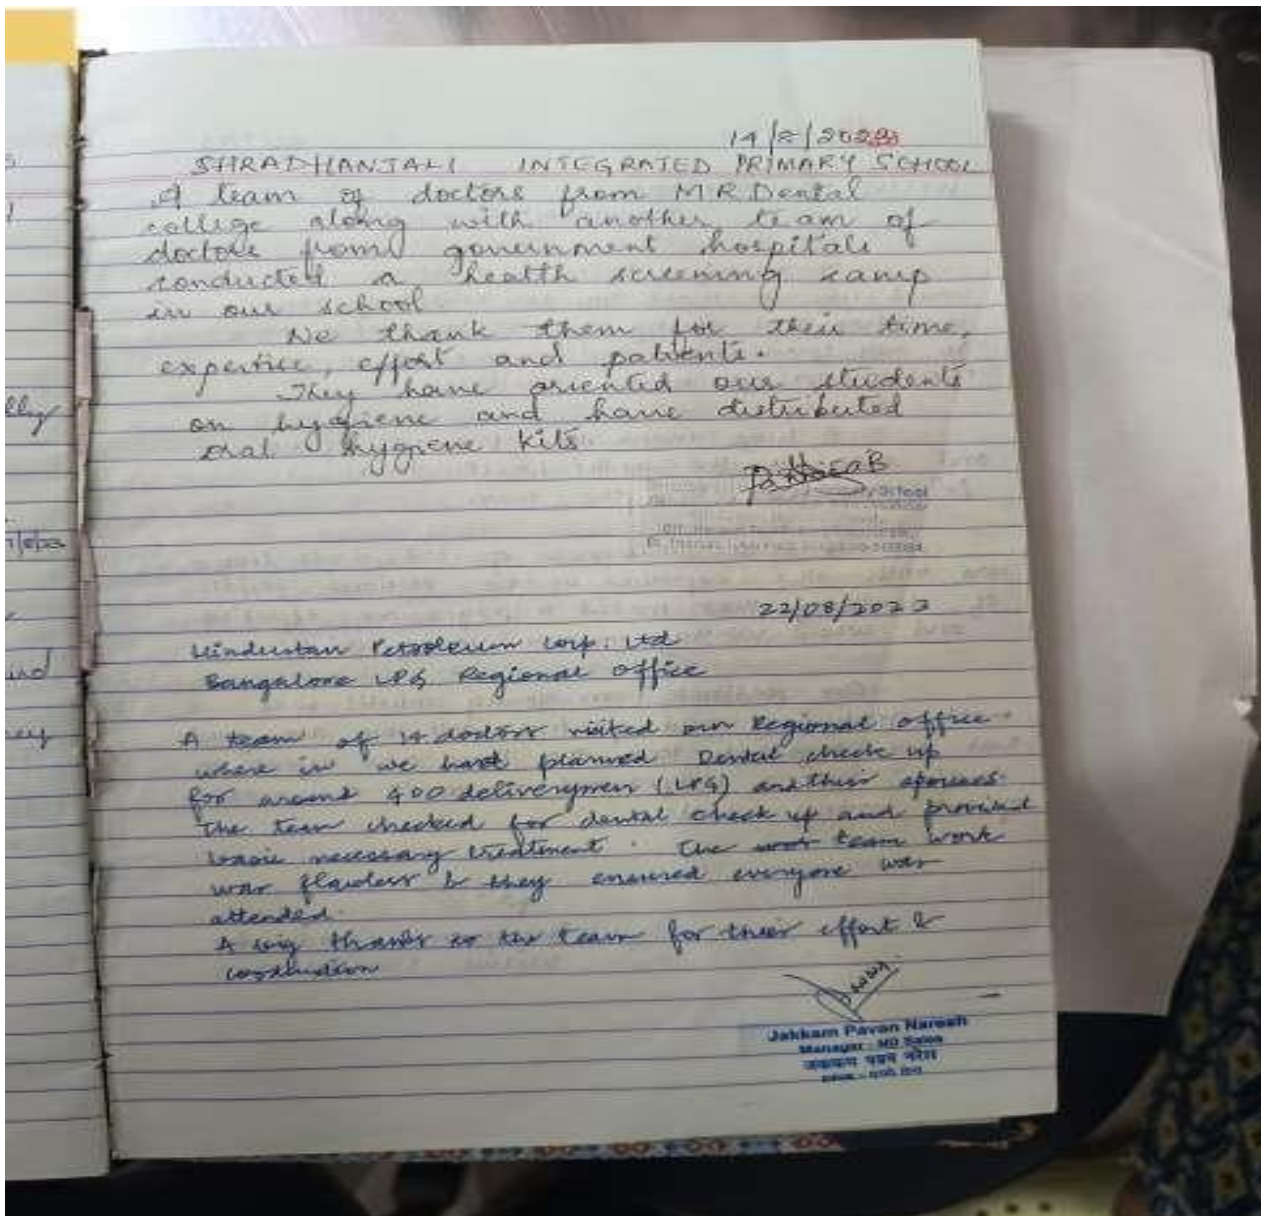 14/2/2023
SHRADHANJALI INTEGRATED PRIMARY SCHOOL
A team of doctors from M R Dental
college along with another team of
doctors from government hospitals
conducted a health screening camp
in our school
We thank them for their time,
expertise, effort and patients.
They have oriented our students
on hygiene and have distributed
oral hygiene kits
22/08/2022
Hindustan Petroleum Corp. Ltd
Bangalore LPG Regional Office
A team of 14 doctors visited our Regional office
where in we had planned Dental check up
for around 400 deliverymen (LPG) and their spouses.
The team checked for dental check up and provided
basic necessary treatment. The team work
was flawless & they ensured everyone was
attended.
A big thanks to the team for their effort &
coordination
Jakkam Pavan Naresh
Manager - MD Sales
जक्कम पवन नरेश